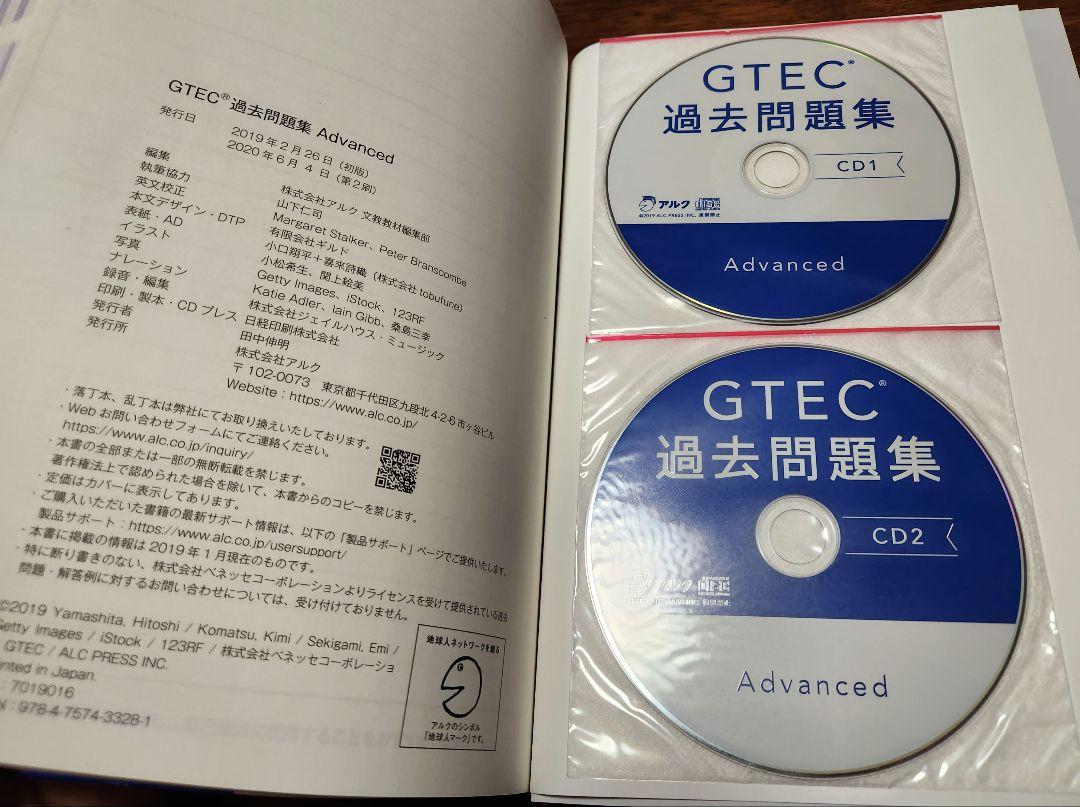 GTEC®過去問題集 Advanced
発行日
2019年2月26日(初版)
2020年6月4日(第2刷)
編集 株式会社アルク 文教教材編集部
執筆協力 山下仁司
英文校正 Margaret Stalker、Peter Branscombe
本文デザイン・DTP 有限会社ギルド
表紙・AD 小口翔平+喜來詩織(株式会社tobufune)
イラスト 小松希生、関上絵美
写真 Getty Images、iStock、123RF
ナレーション Katie Adler、Iain Gibb、桑島三幸
録音・編集 株式会社ジェイルハウス・ミュージック
印刷・製本・CDプレス 日経印刷株式会社
発行者 田中伸明
発行所 株式会社アルク
〒102-0073 東京都千代田区九段北4-2-6 市ヶ谷ビル
Website:https://www.alc.co.jp/
・落丁本、乱丁本は弊社にてお取り換えいたしております。
・Webお問い合わせフォームにてご連絡ください。
https://www.alc.co.jp/inquiry/
・本書の全部または一部の無断転載を禁じます。
著作権法上で認められた場合を除いて、本書からのコピーを禁じます。
・定価はカバーに表示してあります。
・ご購入いただいた書籍の最新サポート情報は、以下の「製品サポート」ページでご提供いたします。
製品サポート:https://www.alc.co.jp/usersupport/
・本書に掲載の情報は2019年1月現在のものです。
・特に断り書きのない、株式会社ベネッセコーポレーションよりライセンスを受けて提供されている過去
問題・解答例に対するお問い合わせについては、受け付けておりません。
©2019 Yamashita, Hitoshi / Komatsu, Kimi / Sekigami, Emi /
Getty Images / iStock / 123RF / 株式会社ベネッセコーポレーショ
GTEC / ALC PRESS INC.
rinted in Japan.
:7019016
N:978-4-7574-3328-1
地球人ネットワークを創る
アルクのシンボル
「地球人マーク」です。
GTEC®
過去問題集
CD1
アルク
©2019 ALC PRESS INC. 複製禁止
Advanced
GTEC®
過去問題集
CD2
アルク
Advanced